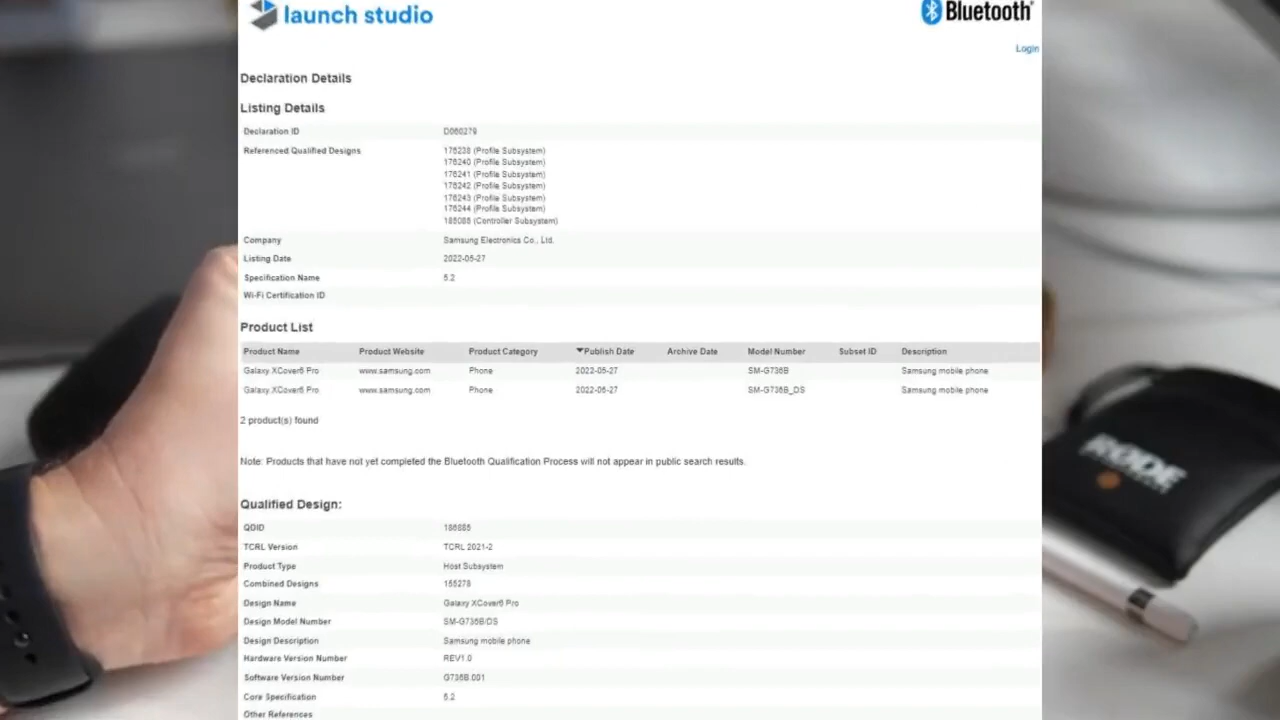 launch studio
Bluetooth
Login
Declaration Details
Listing Details
Declaration ID D060279
Referenced Qualified Designs 176238 (Profile Subsystem)
176240 (Profile Subsystem)
176241 (Profile Subsystem)
176242 (Profile Subsystem)
176243 (Profile Subsystem)
176244 (Profile Subsystem)
185088 (Controller Subsystem)
Company Samsung Electronics Co., Ltd.
Listing Date 2022-05-27
Specification Name 5.2
Wi-Fi Certification ID
Product List
Product Name Product Website Product Category Publish Date Archive Date Model Number Subset ID Description
Galaxy XCover6 Pro www.samsung.com Phone 2022-05-27 SM-G736B Samsung mobile phone
Galaxy XCover6 Pro www.samsung.com Phone 2022-05-27 SM-G736B_DS Samsung mobile phone
2 product(s) found
Note: Products that have not yet completed the Bluetooth Qualification Process will not appear in public search results.
Qualified Design:
QDID
TCRL Version TCRL 2021-2
Product Type Host Subsystem
Combined Designs 155278
Design Name Galaxy XCover6 Pro
Design Model Number SM-G736B/DS
Design Description Samsung mobile phone
Hardware Version Number REV1.0
Software Version Number G736B.001
Core Specification 5.2
Other References
RØDE